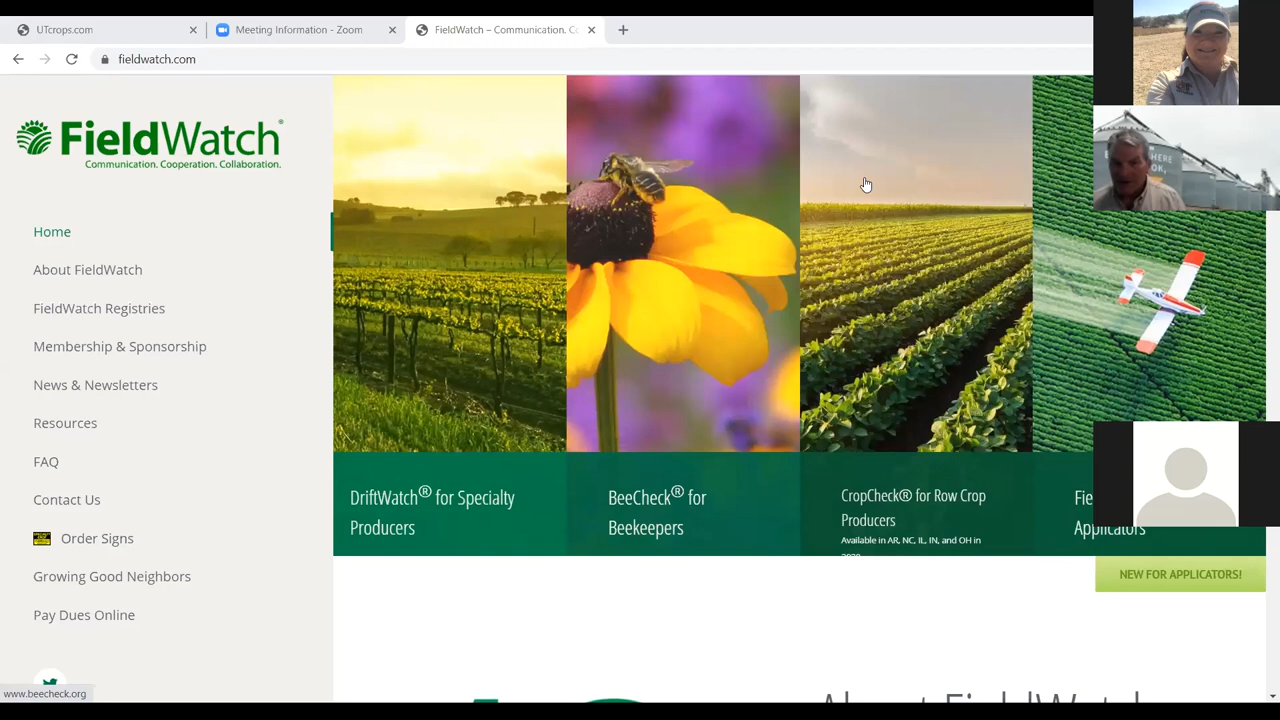 UTcrops.com
Meeting Information - Zoom
FieldWatch – Communication. C
fieldwatch.com
FieldWatch®
Communication. Cooperation. Collaboration.
Home
About FieldWatch
FieldWatch Registries
Membership & Sponsorship
News & Newsletters
Resources
FAQ
Contact Us
Order Signs
Growing Good Neighbors
Pay Dues Online
DriftWatch® for Specialty
Producers
BeeCheck® for
Beekeepers
CropCheck® for Row Crop
Producers
Available in AR, NC, IL, IN, and OH in
Fie
Applicators
NEW FOR APPLICATORS!
About FieldWatch
www.beecheck.org